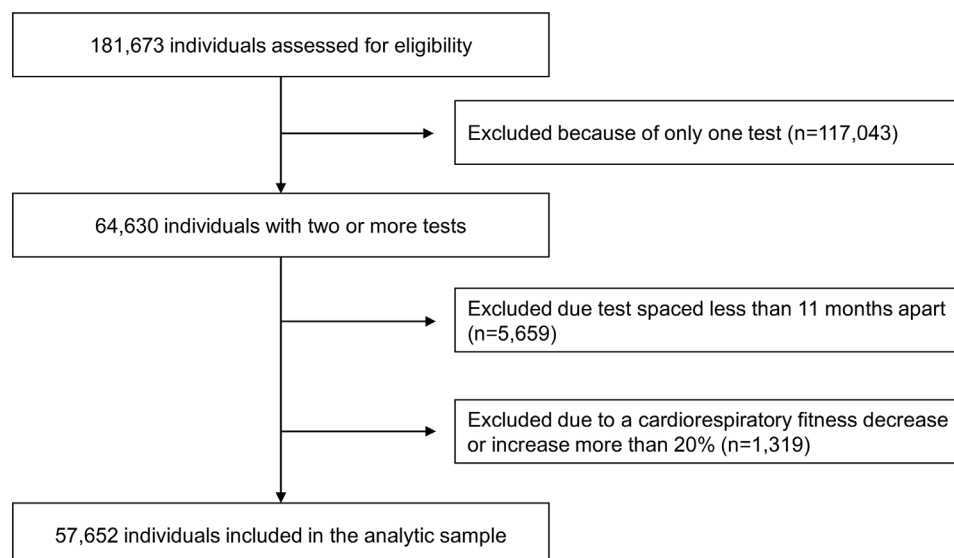 181,673 individuals assessed for eligibility
Excluded because of only one test (n=117,043)
64,630 individuals with two or more tests
Excluded due test spaced less than 11 months apart
(n=5,659)
Excluded due to a cardiorespiratory fitness decrease
or increase more than 20% (n=1,319)
57,652 individuals included in the analytic sample